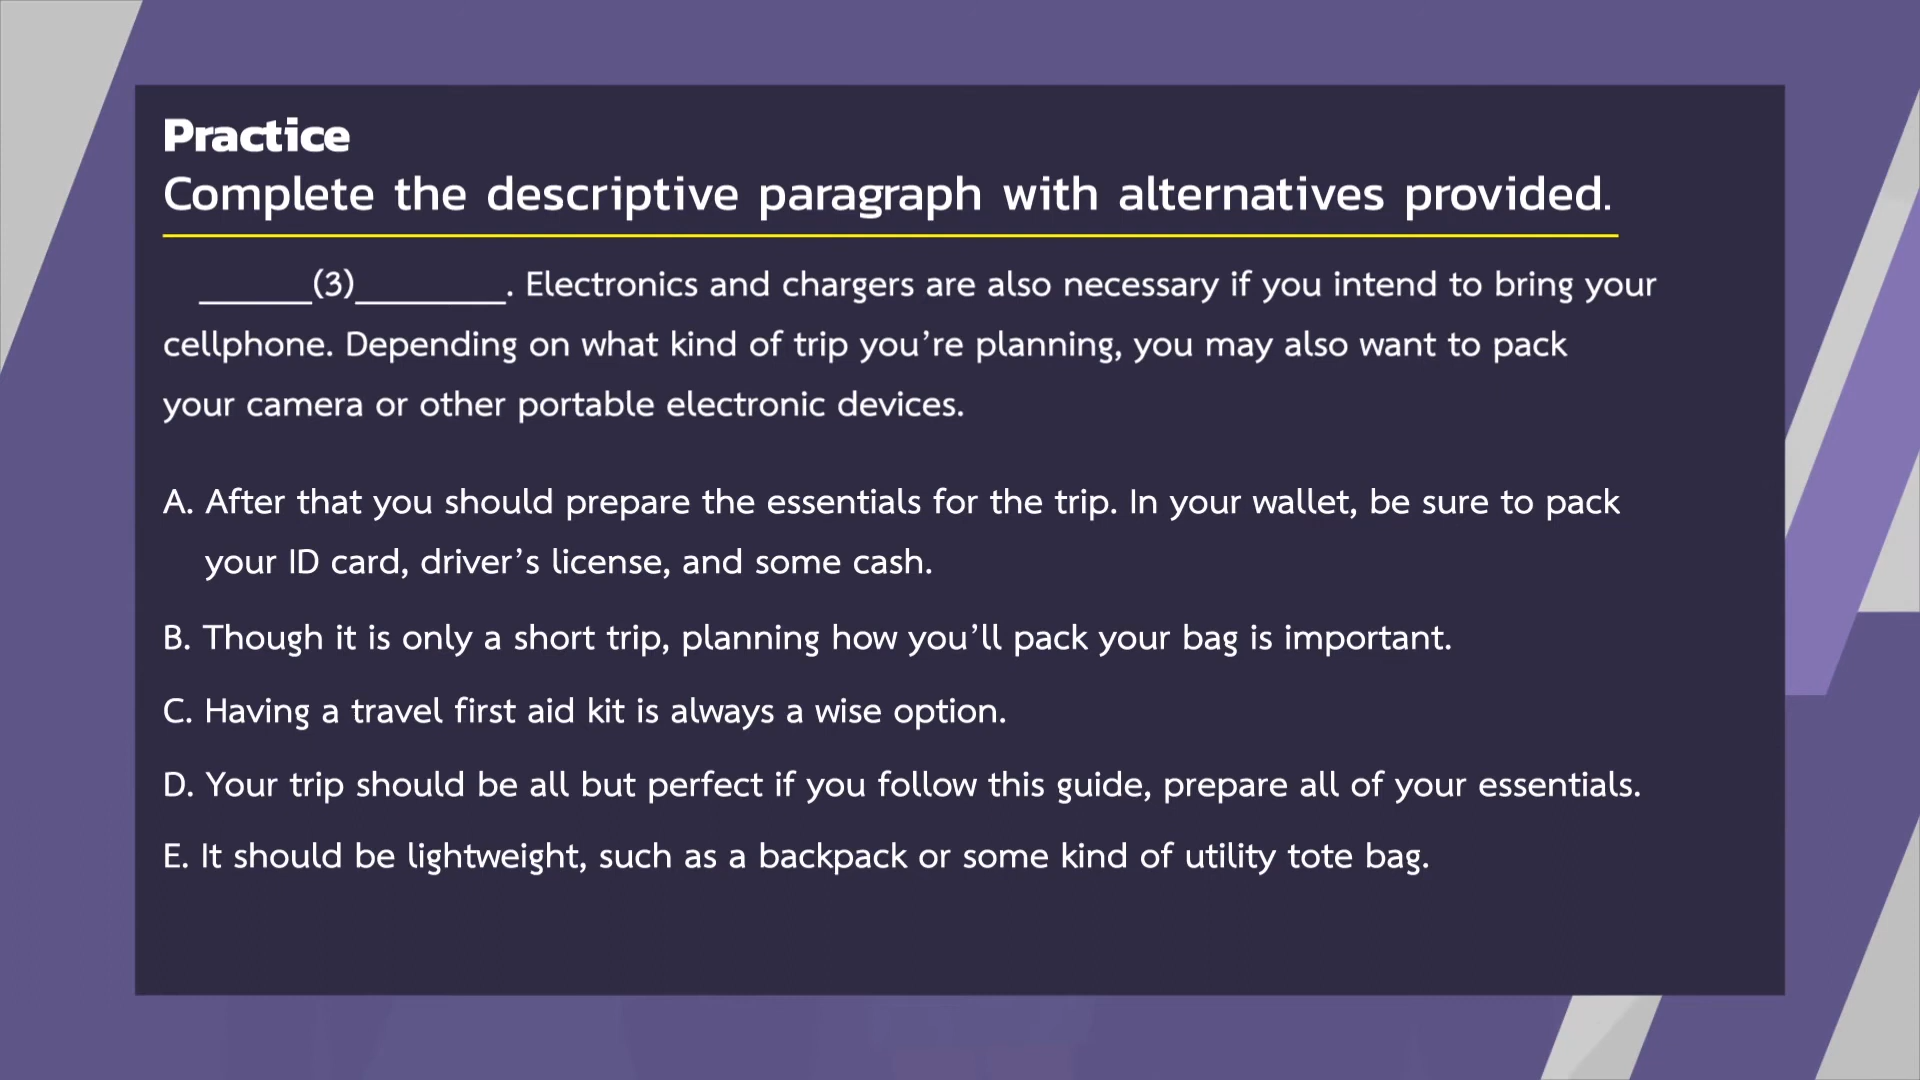 Practice
Complete the descriptive paragraph with alternatives provided.
______(3)________. Electronics and chargers are also necessary if you intend to bring your
cellphone. Depending on what kind of trip you’re planning, you may also want to pack
your camera or other portable electronic devices.
A. After that you should prepare the essentials for the trip. In your wallet, be sure to pack
your ID card, driver’s license, and some cash.
B. Though it is only a short trip, planning how you’ll pack your bag is important.
C. Having a travel first aid kit is always a wise option.
D. Your trip should be all but perfect if you follow this guide, prepare all of your essentials.
E. It should be lightweight, such as a backpack or some kind of utility tote bag.